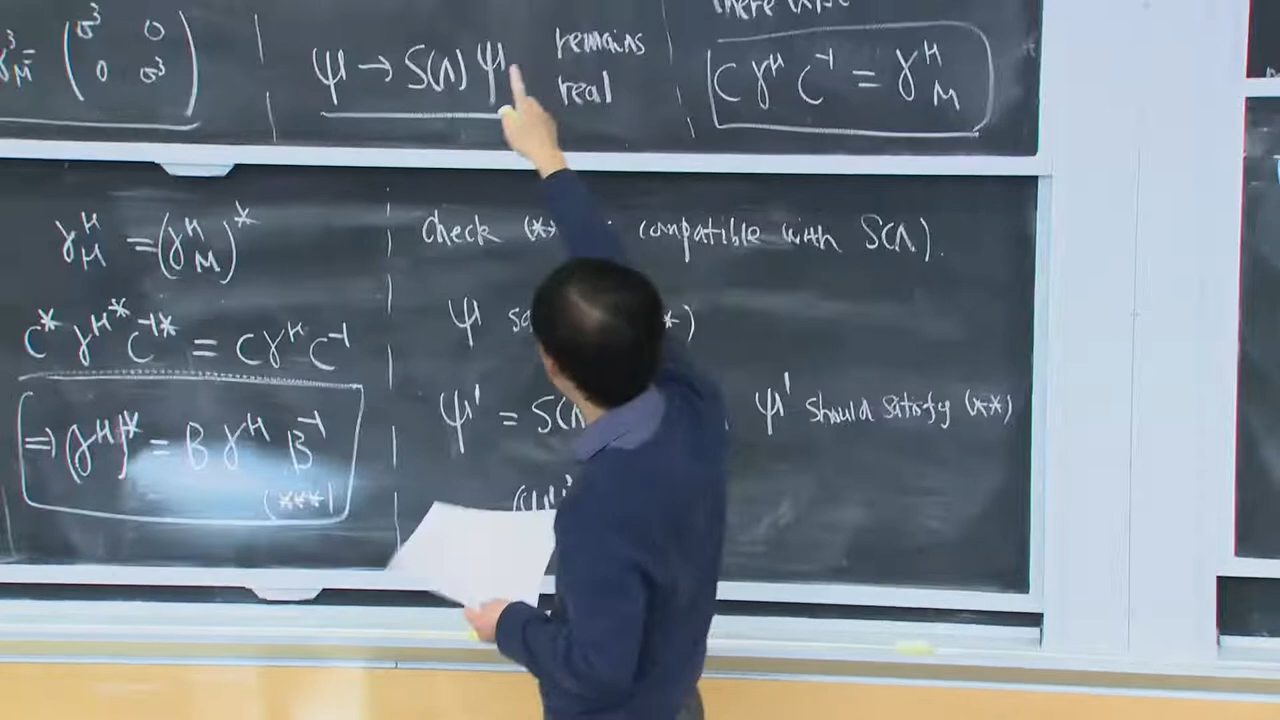 γ³_M = ( σ³ 0
0 σ³ )
ψ → S(Λ) ψ remains
real
C γ^μ C⁻¹ = γ^μ_M
γ^μ_M = (γ^μ_M)*
C* γ^μ* C⁻¹* = C γ^μ C⁻¹
⇒ (γ^μ)* = B γ^μ B⁻¹
(***)
check compatible with S(Λ).
ψ
ψ' = S(Λ ψ' should satisfy (**)